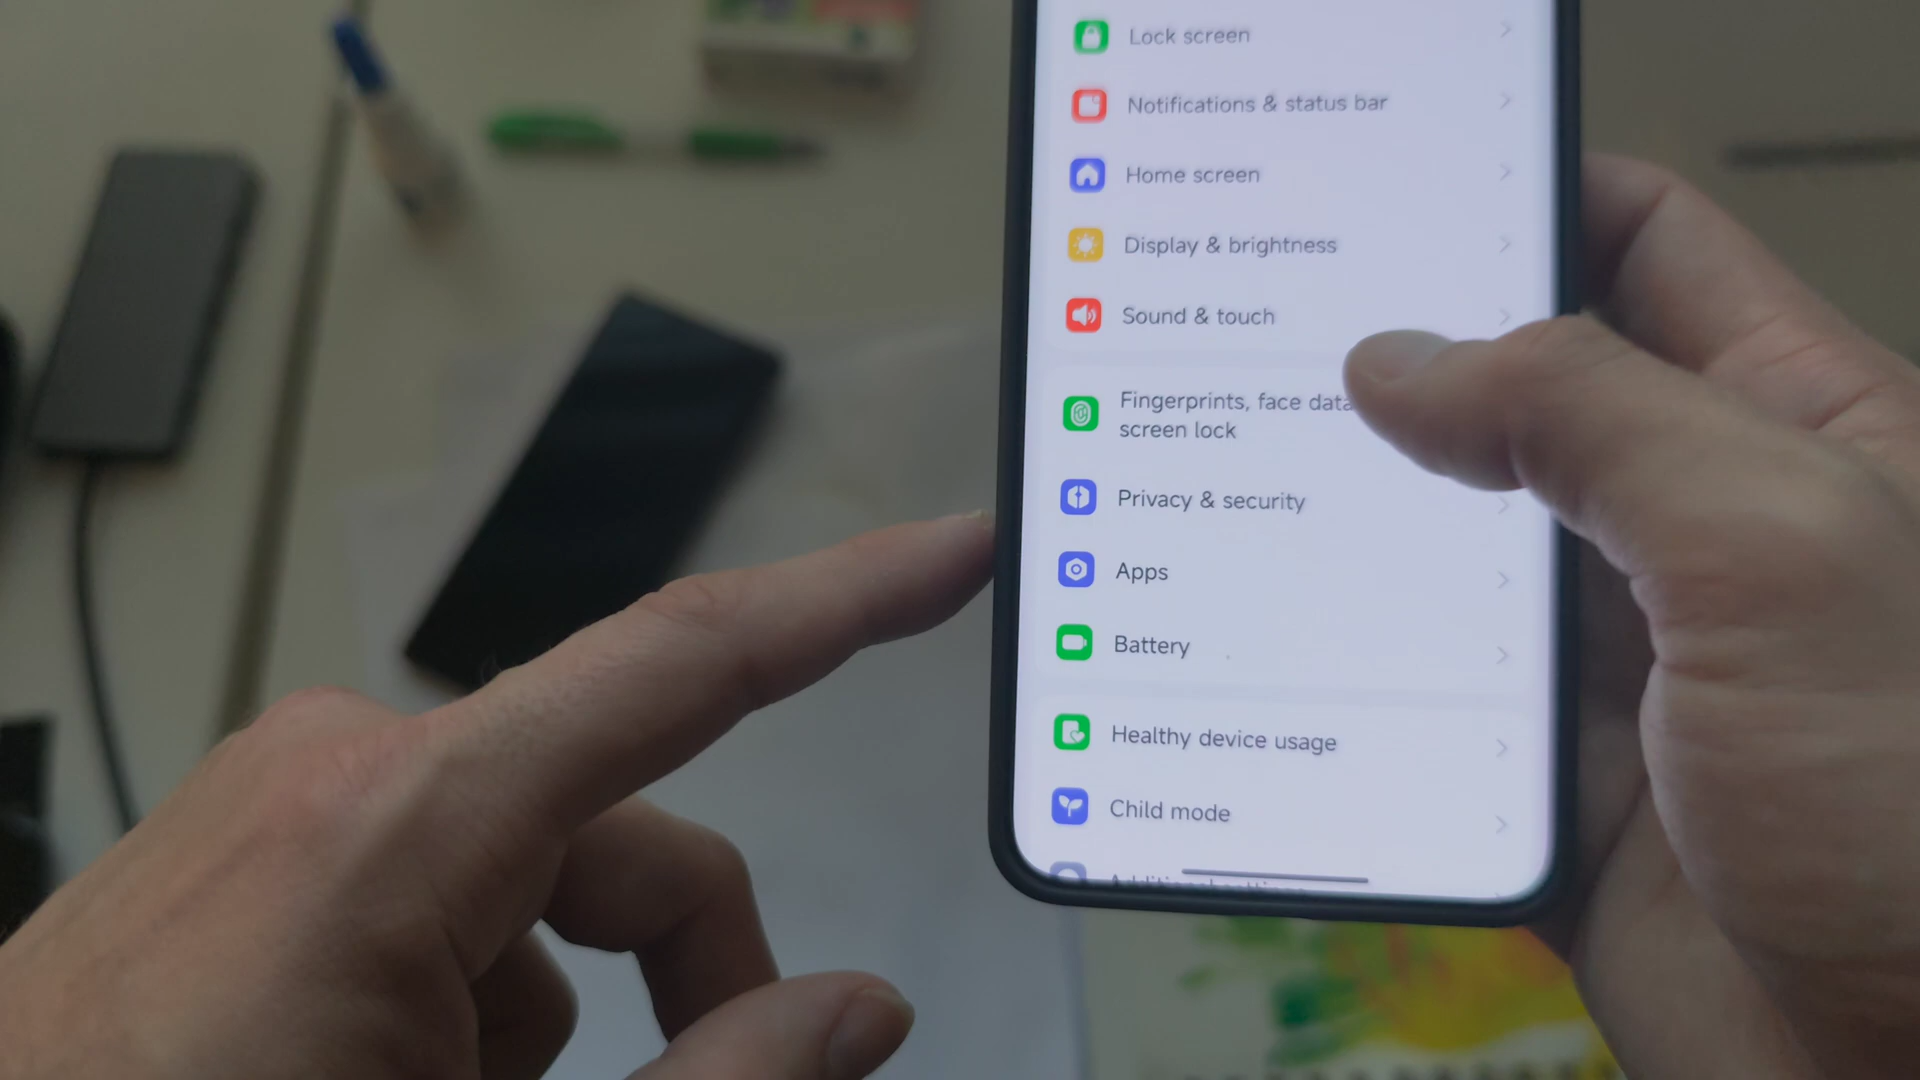 Lock screen
Notifications & status bar
Home screen
Display & brightness
Sound & touch
Fingerprints, face data
screen lock
Privacy & security
Apps
Battery
Healthy device usage
Child mode